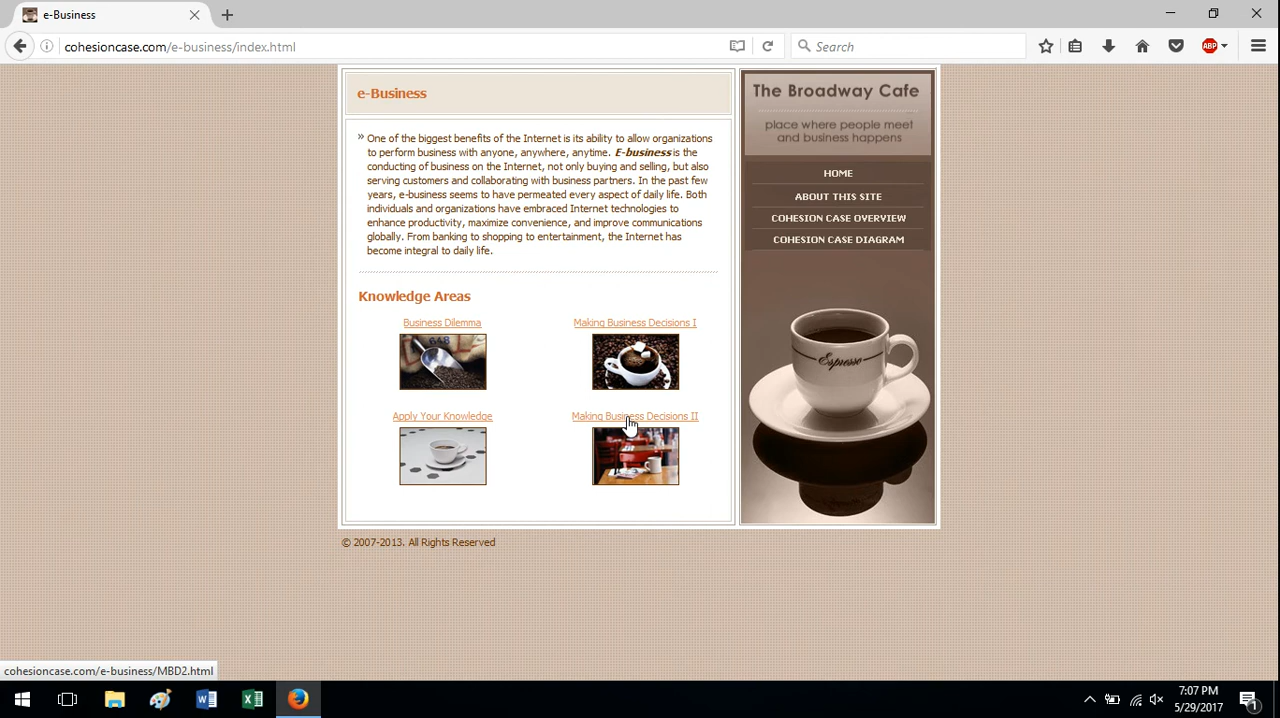 e-Business
cohesioncase.com/e-business/index.html
Search
ABP
e-Business
» One of the biggest benefits of the Internet is its ability to allow organizations
to perform business with anyone, anywhere, anytime. E-business is the
conducting of business on the Internet, not only buying and selling, but also
serving customers and collaborating with business partners. In the past few
years, e-business seems to have permeated every aspect of daily life. Both
individuals and organizations have embraced Internet technologies to
enhance productivity, maximize convenience, and improve communications
globally. From banking to shopping to entertainment, the Internet has
become integral to daily life.
Knowledge Areas
Business Dilemma
Making Business Decisions I
648
Apply Your Knowledge
Making Business Decisions II
The Broadway Cafe
place where people meet
and business happens
HOME
ABOUT THIS SITE
COHESION CASE OVERVIEW
COHESION CASE DIAGRAM
Espresso
© 2007-2013. All Rights Reserved
cohesioncase.com/e-business/MBD2.html
7:07 PM
5/29/2017
1